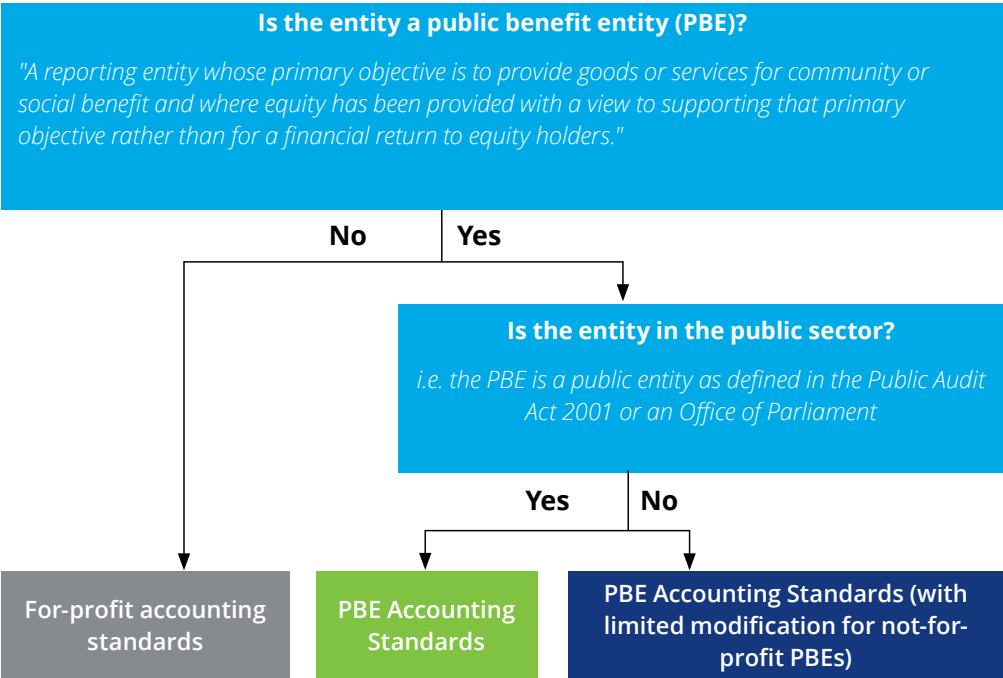 Is the entity a public benefit entity (PBE)?
"A reporting entity whose primary objective is to provide goods or services for community or
social benefit and where equity has been provided with a view to supporting that primary
objective rather than for a financial return to equity holders."
No
Yes
Is the entity in the public sector?
i.e. the PBE is a public entity as defined in the Public Audit
Act 2001 or an Office of Parliament
Yes
No
For-profit accounting
standards
PBE Accounting
Standards
PBE Accounting Standards (with
limited modification for not-for-
profit PBEs)